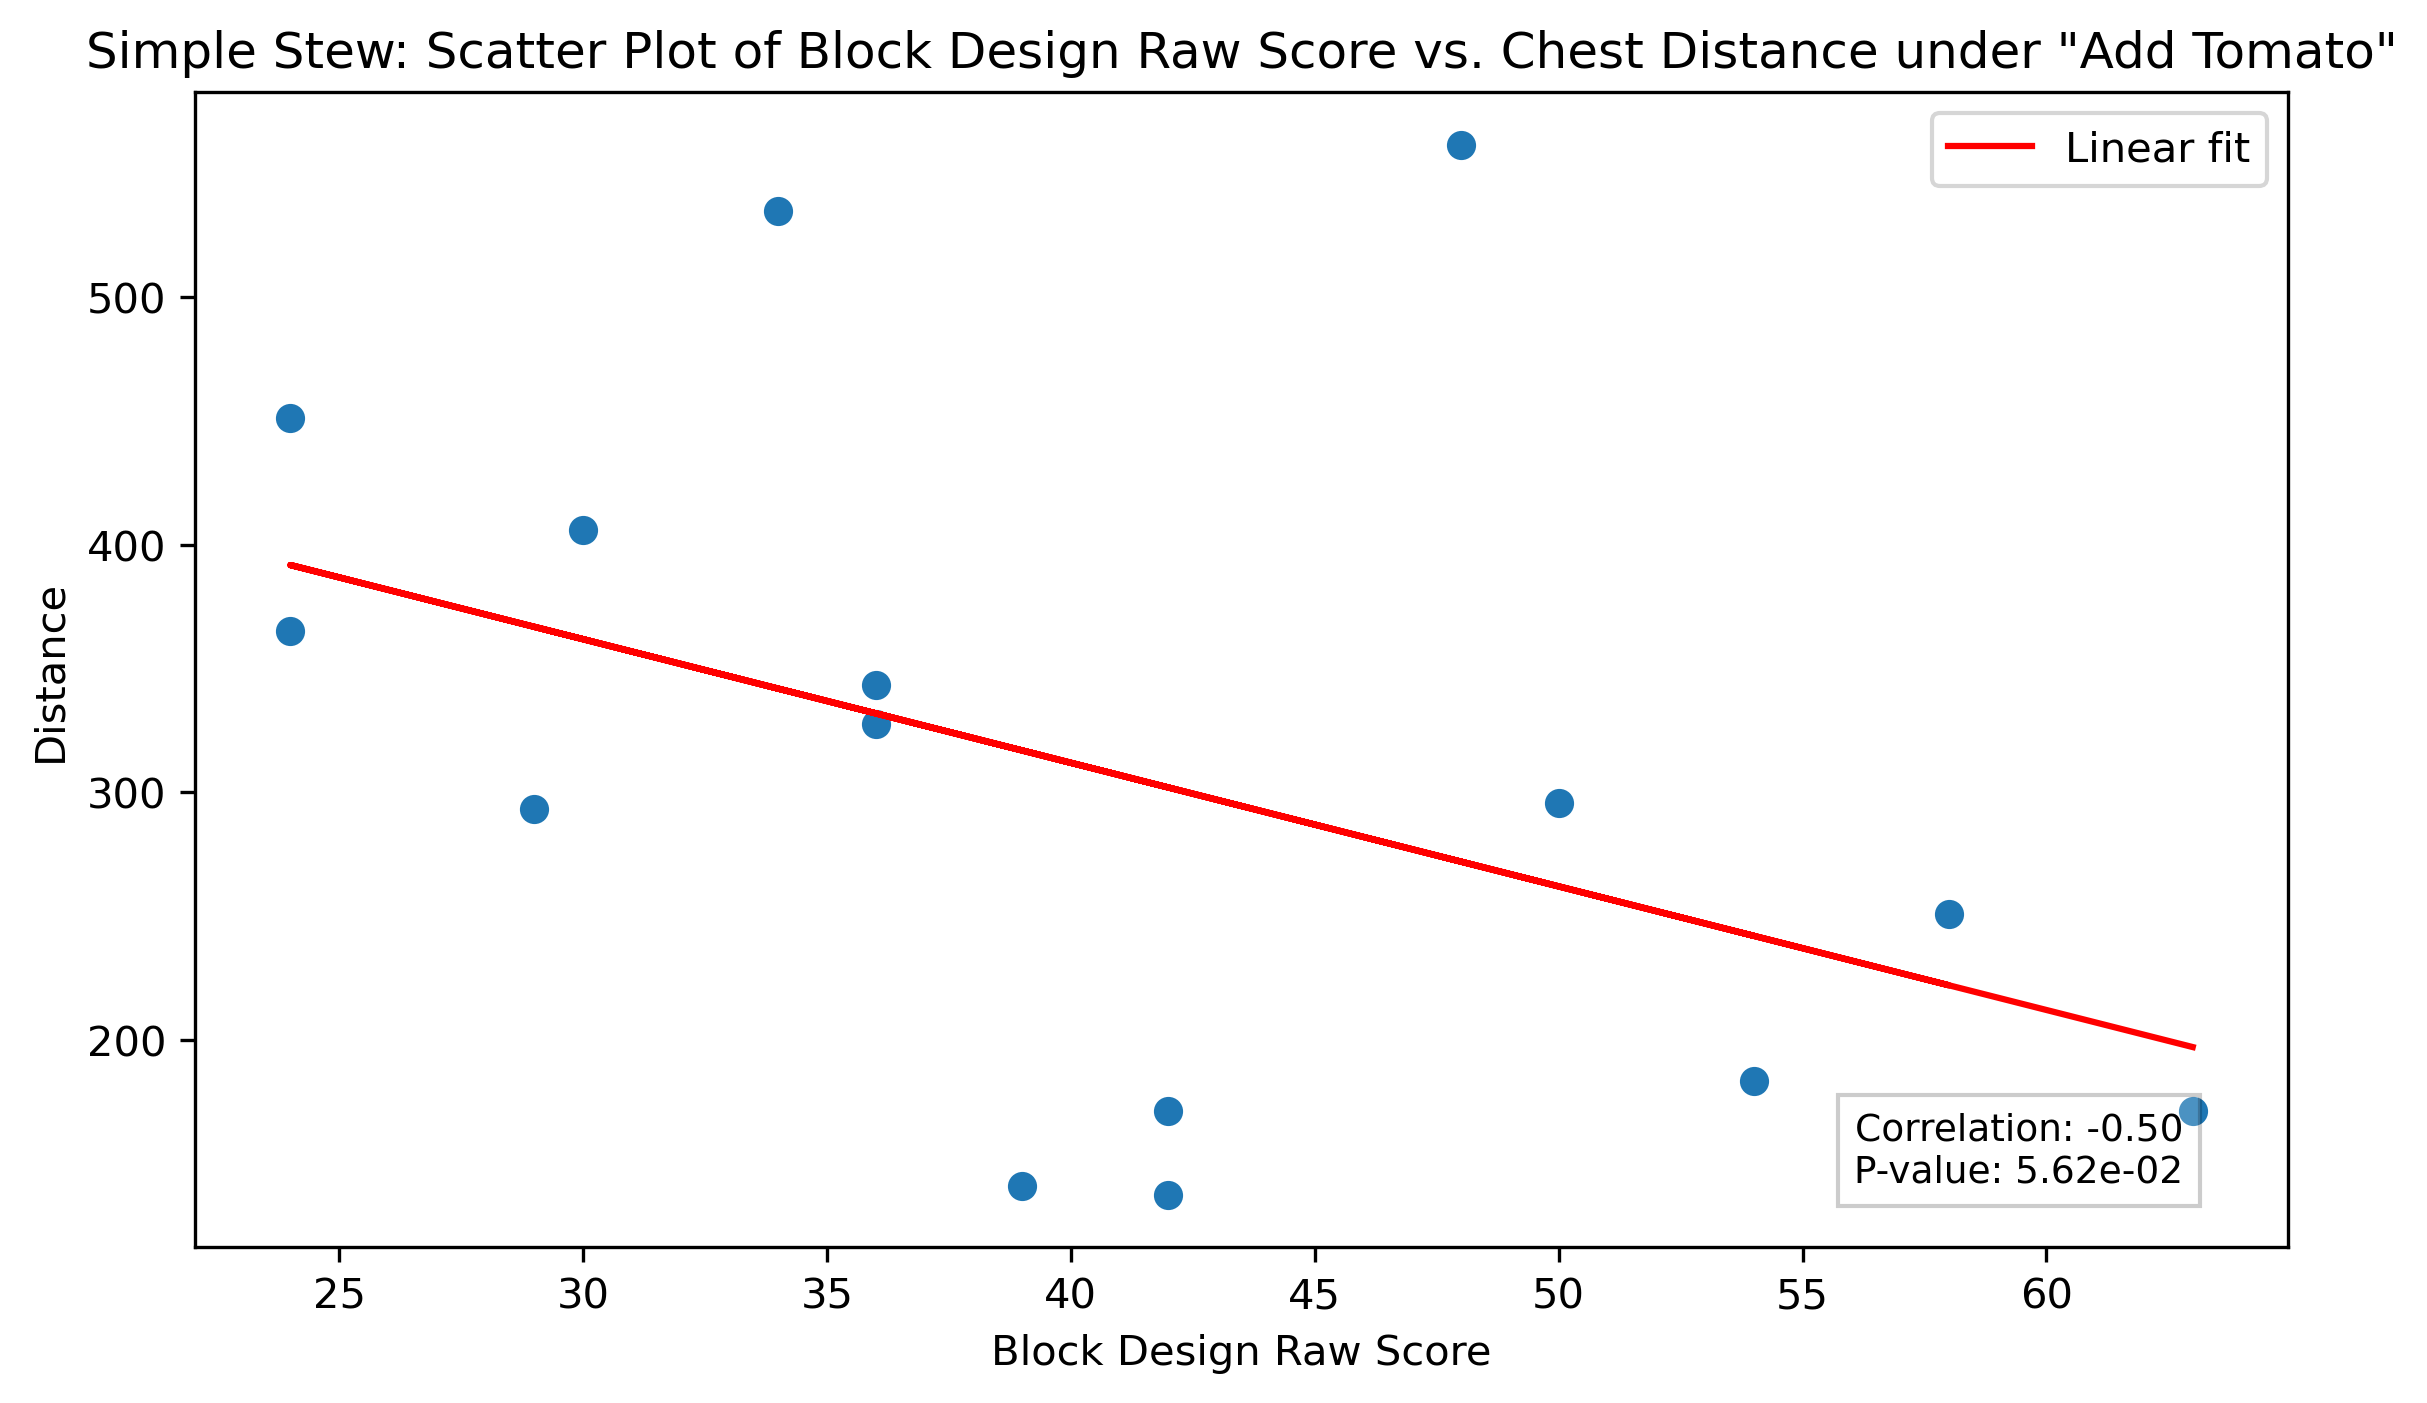 Simple Stew: Scatter Plot of Block Design Raw Score vs. Chest Distance under "Add Tomato"
Linear fit
Distance
500
400
300
200
Correlation: -0.50
P-value: 5.62e-02
25 30 35 40 45 50 55 60
Block Design Raw Score